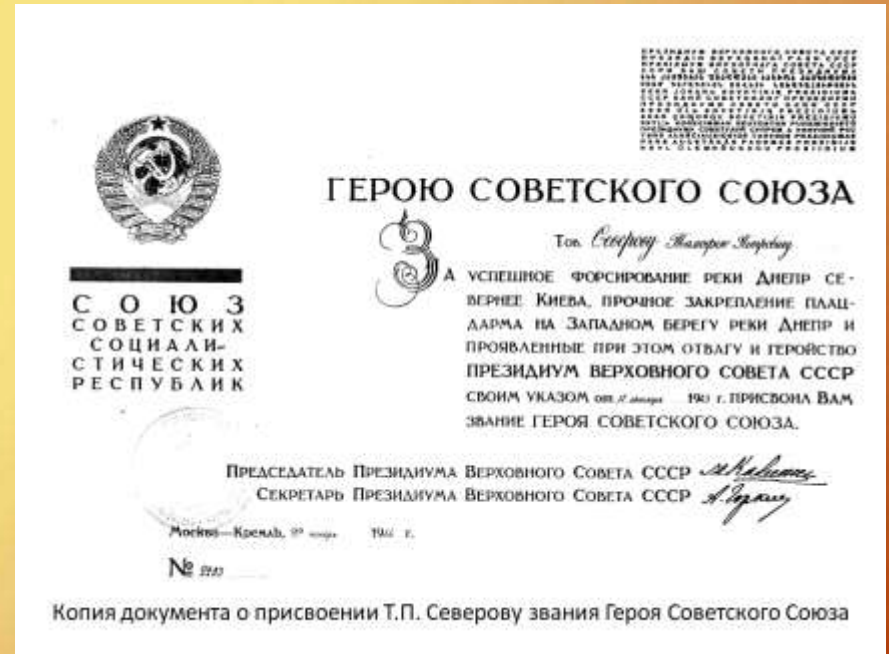 СОЮЗ
СОВЕТСКИХ
СОЦИАЛИ-
СТИЧЕСКИХ
РЕСПУБЛИК
ГЕРОЮ СОВЕТСКОГО СОЮЗА
Тов. Северову
ЗА УСПЕШНОЕ ФОРСИРОВАНИЕ РЕКИ ДНЕПР СЕ-
ВЕРНЕЕ КИЕВА, ПРОЧНОЕ ЗАКРЕПЛЕНИЕ ПЛАЦ-
ДАРМА НА ЗАПАДНОМ БЕРЕГУ РЕКИ ДНЕПР И
ПРОЯВЛЕННЫЕ ПРИ ЭТОМ ОТВАГУ И ГЕРОЙСТВО
ПРЕЗИДИУМ ВЕРХОВНОГО СОВЕТА СССР
СВОИМ УКАЗОМ от г. ПРИСВОИЛ ВАМ
ЗВАНИЕ ГЕРОЯ СОВЕТСКОГО СОЮЗА.
ПРЕДСЕДАТЕЛЬ ПРЕЗИДИУМА ВЕРХОВНОГО СОВЕТА СССР
СЕКРЕТАРЬ ПРЕЗИДИУМА ВЕРХОВНОГО СОВЕТА СССР
Москва—Кремль, г.
№
Копия документа о присвоении Т.П. Северову звания Героя Советского Союза